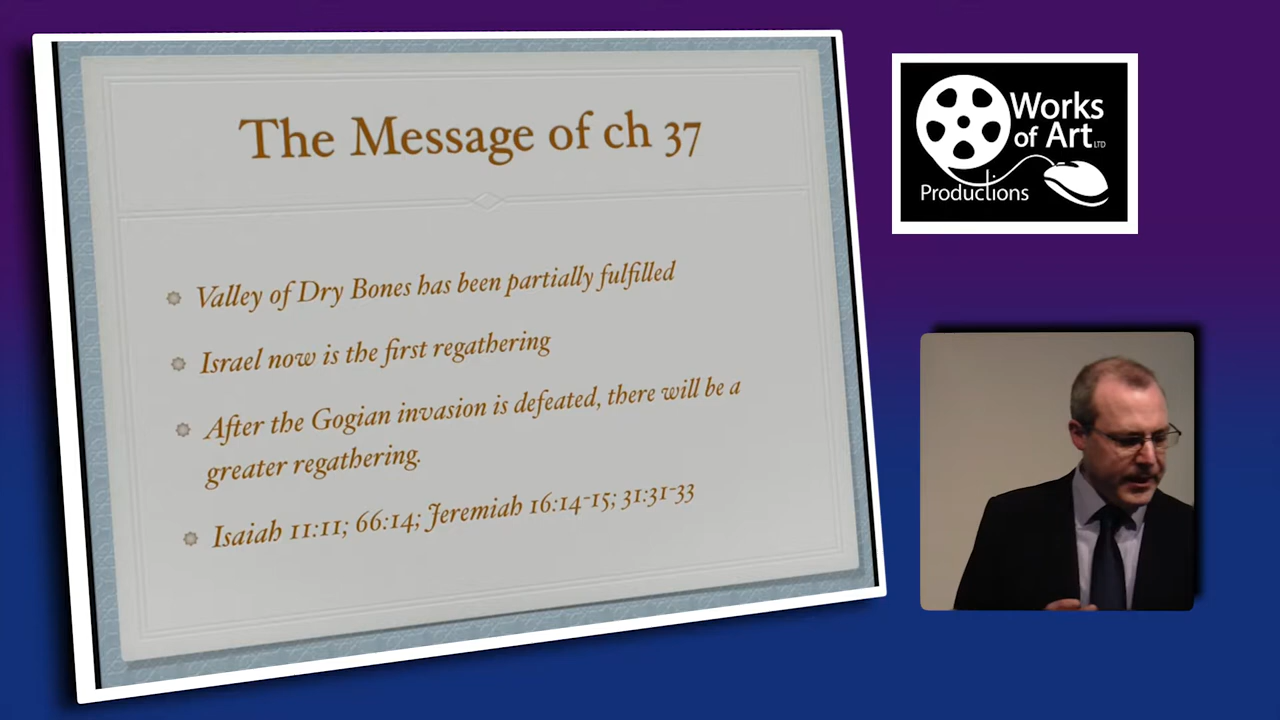 The Message of ch 37
Valley of Dry Bones has been partially fulfilled
Israel now is the first regathering
After the Gogian invasion is defeated, there will be a
greater regathering.
Isaiah 11:11; 66:14; Jeremiah 16:14-15; 31:31-33
Works
of Art LTD
Productions